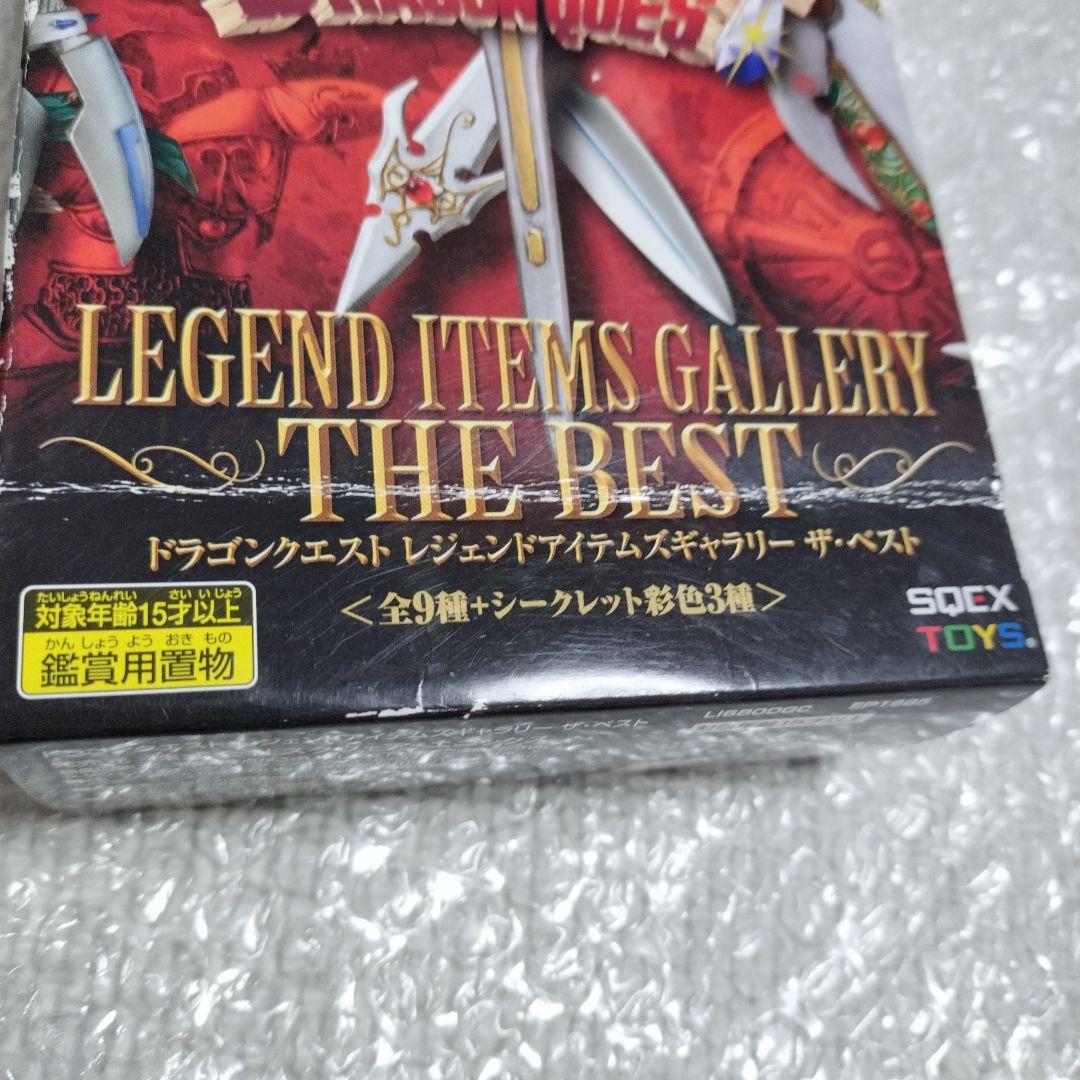 LEGEND ITEMS GALLERY
THE BEST
ドラゴンクエスト レジェンドアイテムズギャラリー ザ・ベスト
<全9種+シークレット彩色3種>
たいしょうねんれい さい いじょう
対象年齢15才以上
かん しょう よう おき もの
鑑賞用置物
SQEX
TOYS®
ザ・ベスト